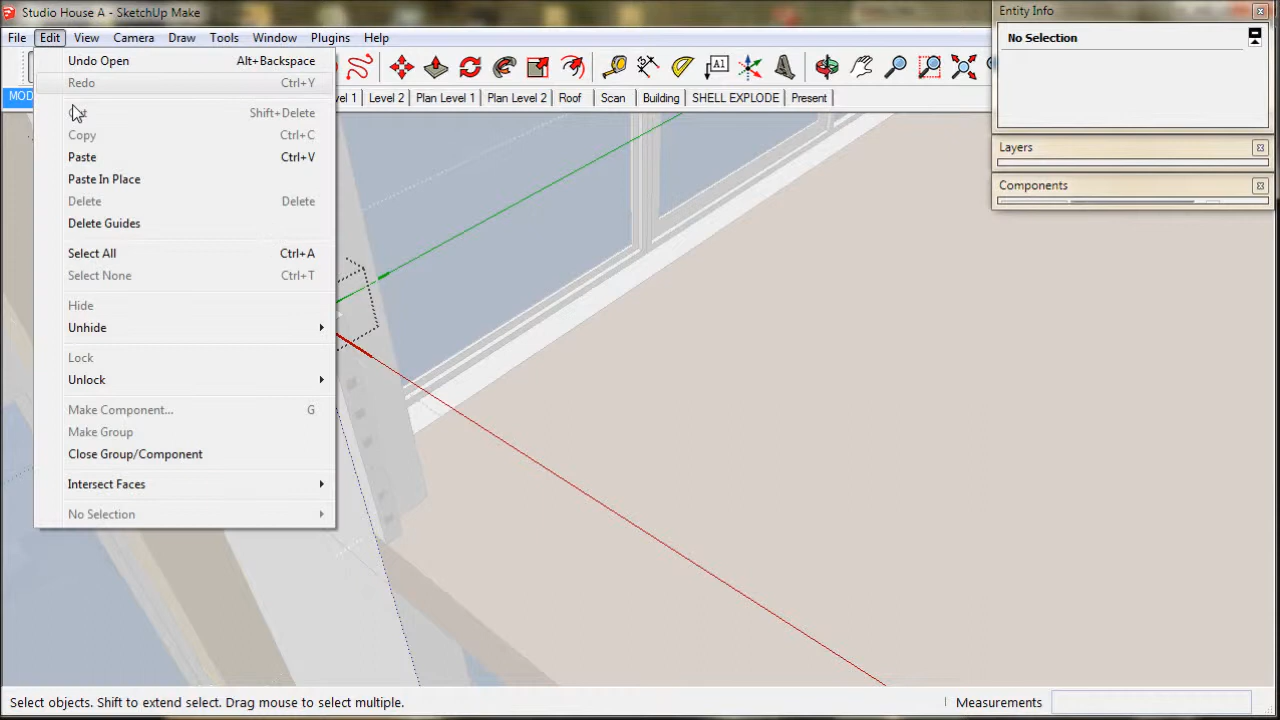 Studio House A - SketchUp Make
File Edit View Camera Draw Tools Window Plugins Help
MOD
Level 2 Plan Level 1 Plan Level 2 Roof Scan Building SHELL EXPLODE Present
Undo Open Alt+Backspace
Redo Ctrl+Y
Shift+Delete
Copy Ctrl+C
Paste Ctrl+V
Paste In Place
Delete Delete
Delete Guides
Select All Ctrl+A
Select None Ctrl+T
Hide
Unhide
Lock
Unlock
Make Component... G
Make Group
Close Group/Component
Intersect Faces
No Selection
Entity Info
No Selection
Layers
Components
Select objects. Shift to extend select. Drag mouse to select multiple.
Measurements